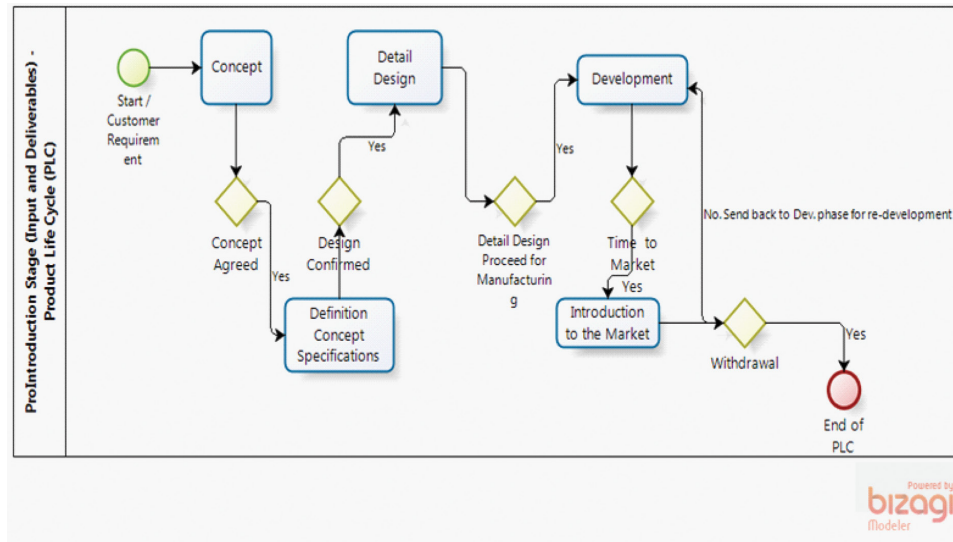 ProIntroduction Stage (Input and Deliverables) -
Product Life Cycle (PLC)
Start /
Customer
Requirem
ent
Concept
Concept
Agreed
Yes
Definition
Concept
Specifications
Design
Confirmed
Yes
Detail
Design
Detail Design
Proceed for
Manufacturin
g
Yes
Development
Time to
Market
Yes
Introduction
to the Market
No. Send back to Dev. phase for re-development
Withdrawal
Yes
End of
PLC
Powered by
bizagi
Modeler